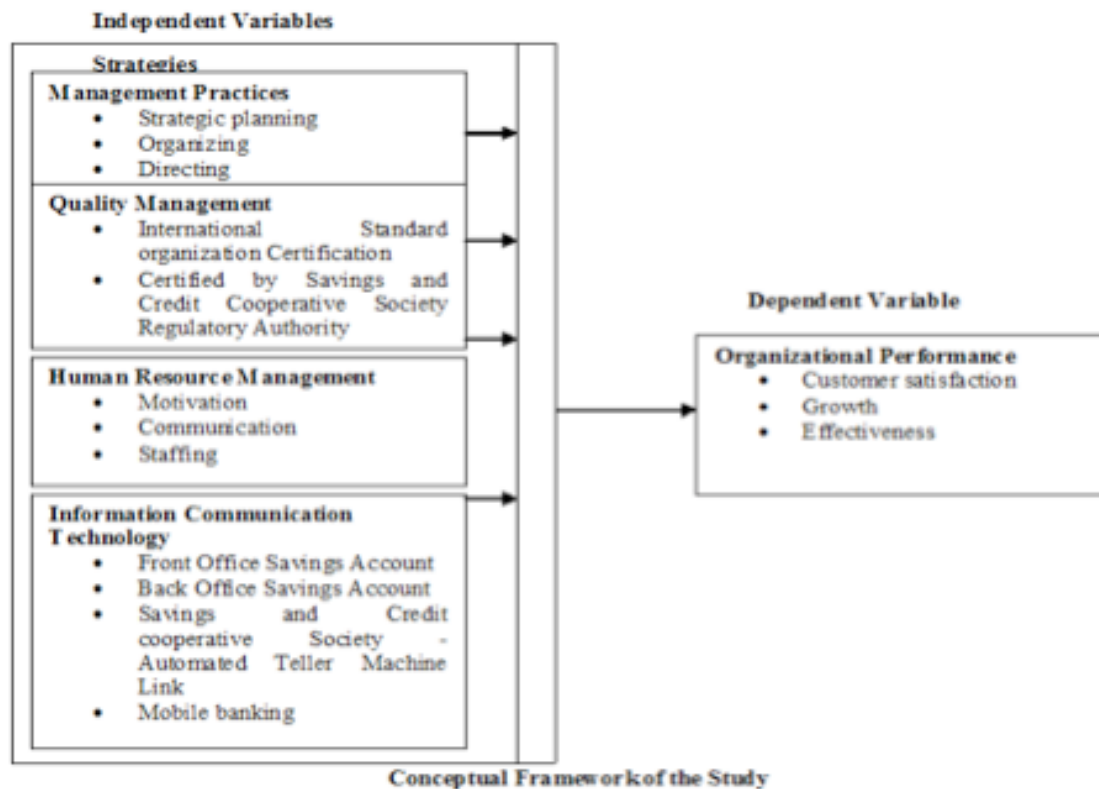 Independent Variables
Strategies
Management Practices
• Strategic planning
• Organizing
• Directing
Quality Management
• International Standard
organization Certification
• Certified by Savings and
Credit Cooperative Society
Regulatory Authority
Human Resource Management
• Motivation
• Communication
• Staffing
Information Communication
Technology
• Front Office Savings Account
• Back Office Savings Account
• Savings and Credit
cooperative Society -
Automated Teller Machine
Link
• Mobile banking
Dependent Variable
Organizational Performance
• Customer satisfaction
• Growth
• Effectiveness
Conceptual Framework of the Study